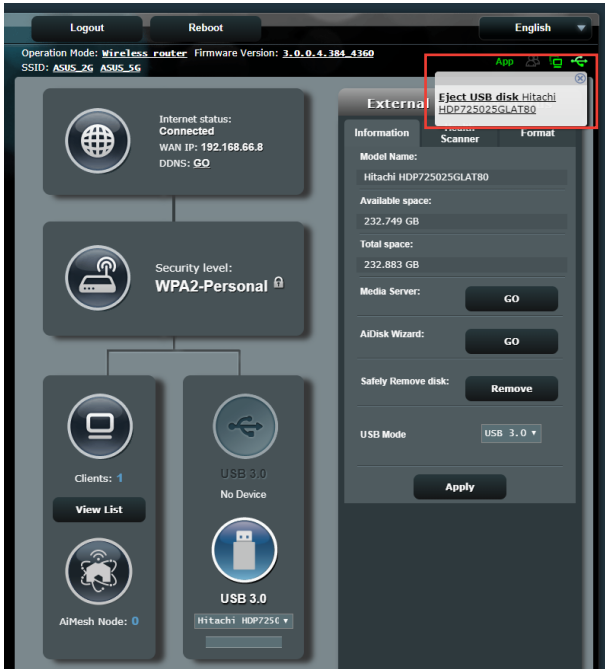 Logout
Reboot
English
Operation Mode: Wireless router Firmware Version: 3.0.0.4.384_4360
SSID: ASUS_2G ASUS_5G
App
Eject USB disk Hitachi
HDP725025GLAT80
Internet status:
Connected
WAN IP: 192.168.66.8
DDNS: GO
Security level:
WPA2-Personal
Clients: 1
View List
AiMesh Node: 0
USB 3.0
No Device
USB 3.0
Hitachi HDP725
External
Information
Scanner
Format
Model Name:
Hitachi HDP725025GLAT80
Available space:
232.749 GB
Total space:
232.883 GB
Media Server:
GO
AiDisk Wizard:
GO
Safely Remove disk:
Remove
USB Mode
USB 3.0
Apply